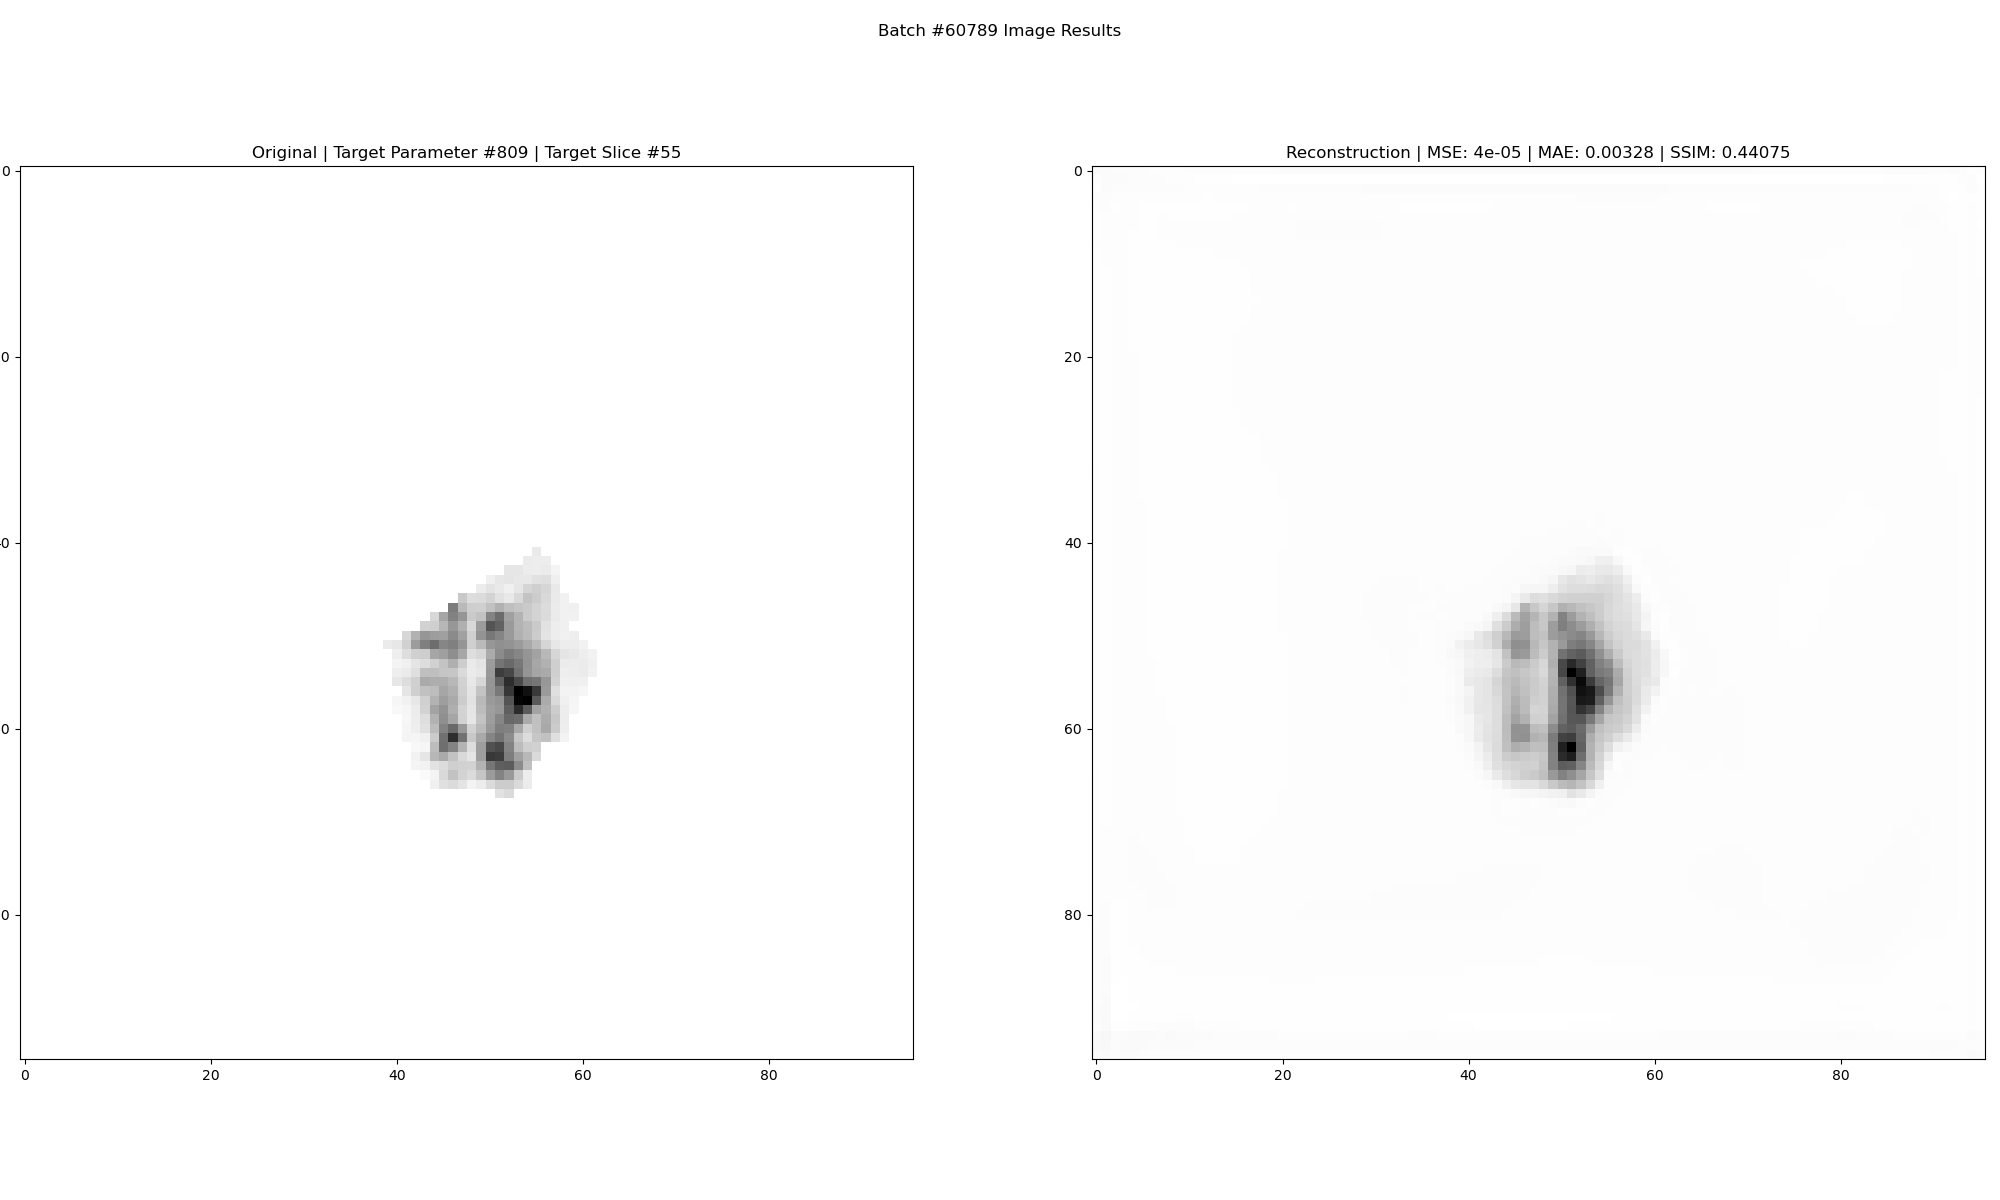 Batch #60789 Image Results
Original | Target Parameter #809 | Target Slice #55
Reconstruction | MSE: 4e-05 | MAE: 0.00328 | SSIM: 0.44075
0
0
0
0
0
0 20 40 60 80
0
20
40
60
80
0 20 40 60 80